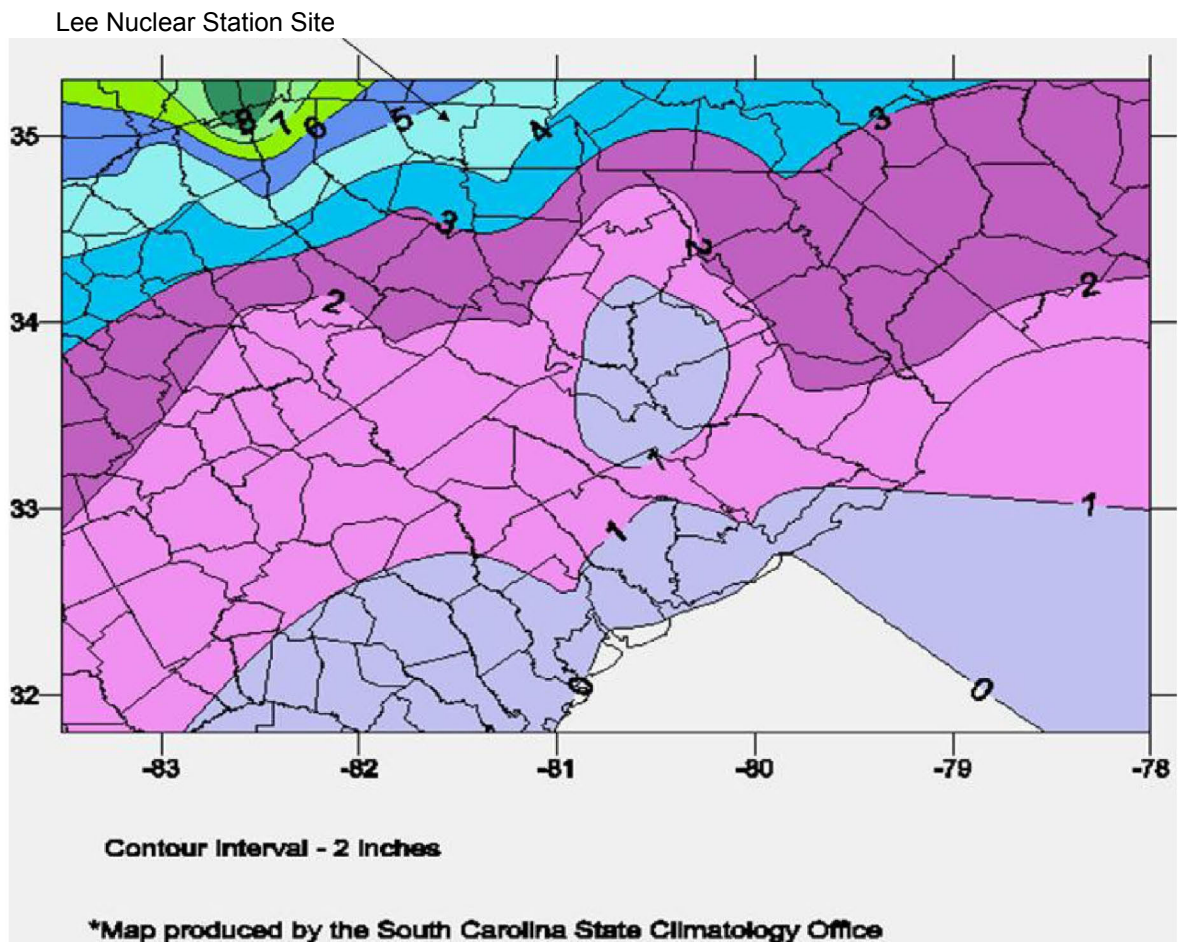 Lee Nuclear Station Site
8 7 6 5 4 3
35
3 2
2 2
34
1
33
1 1
32
0 0
-83 -82 -81 -80 -79 -78
Contour Interval - 2 Inches
*Map produced by the South Carolina State Climatology Office